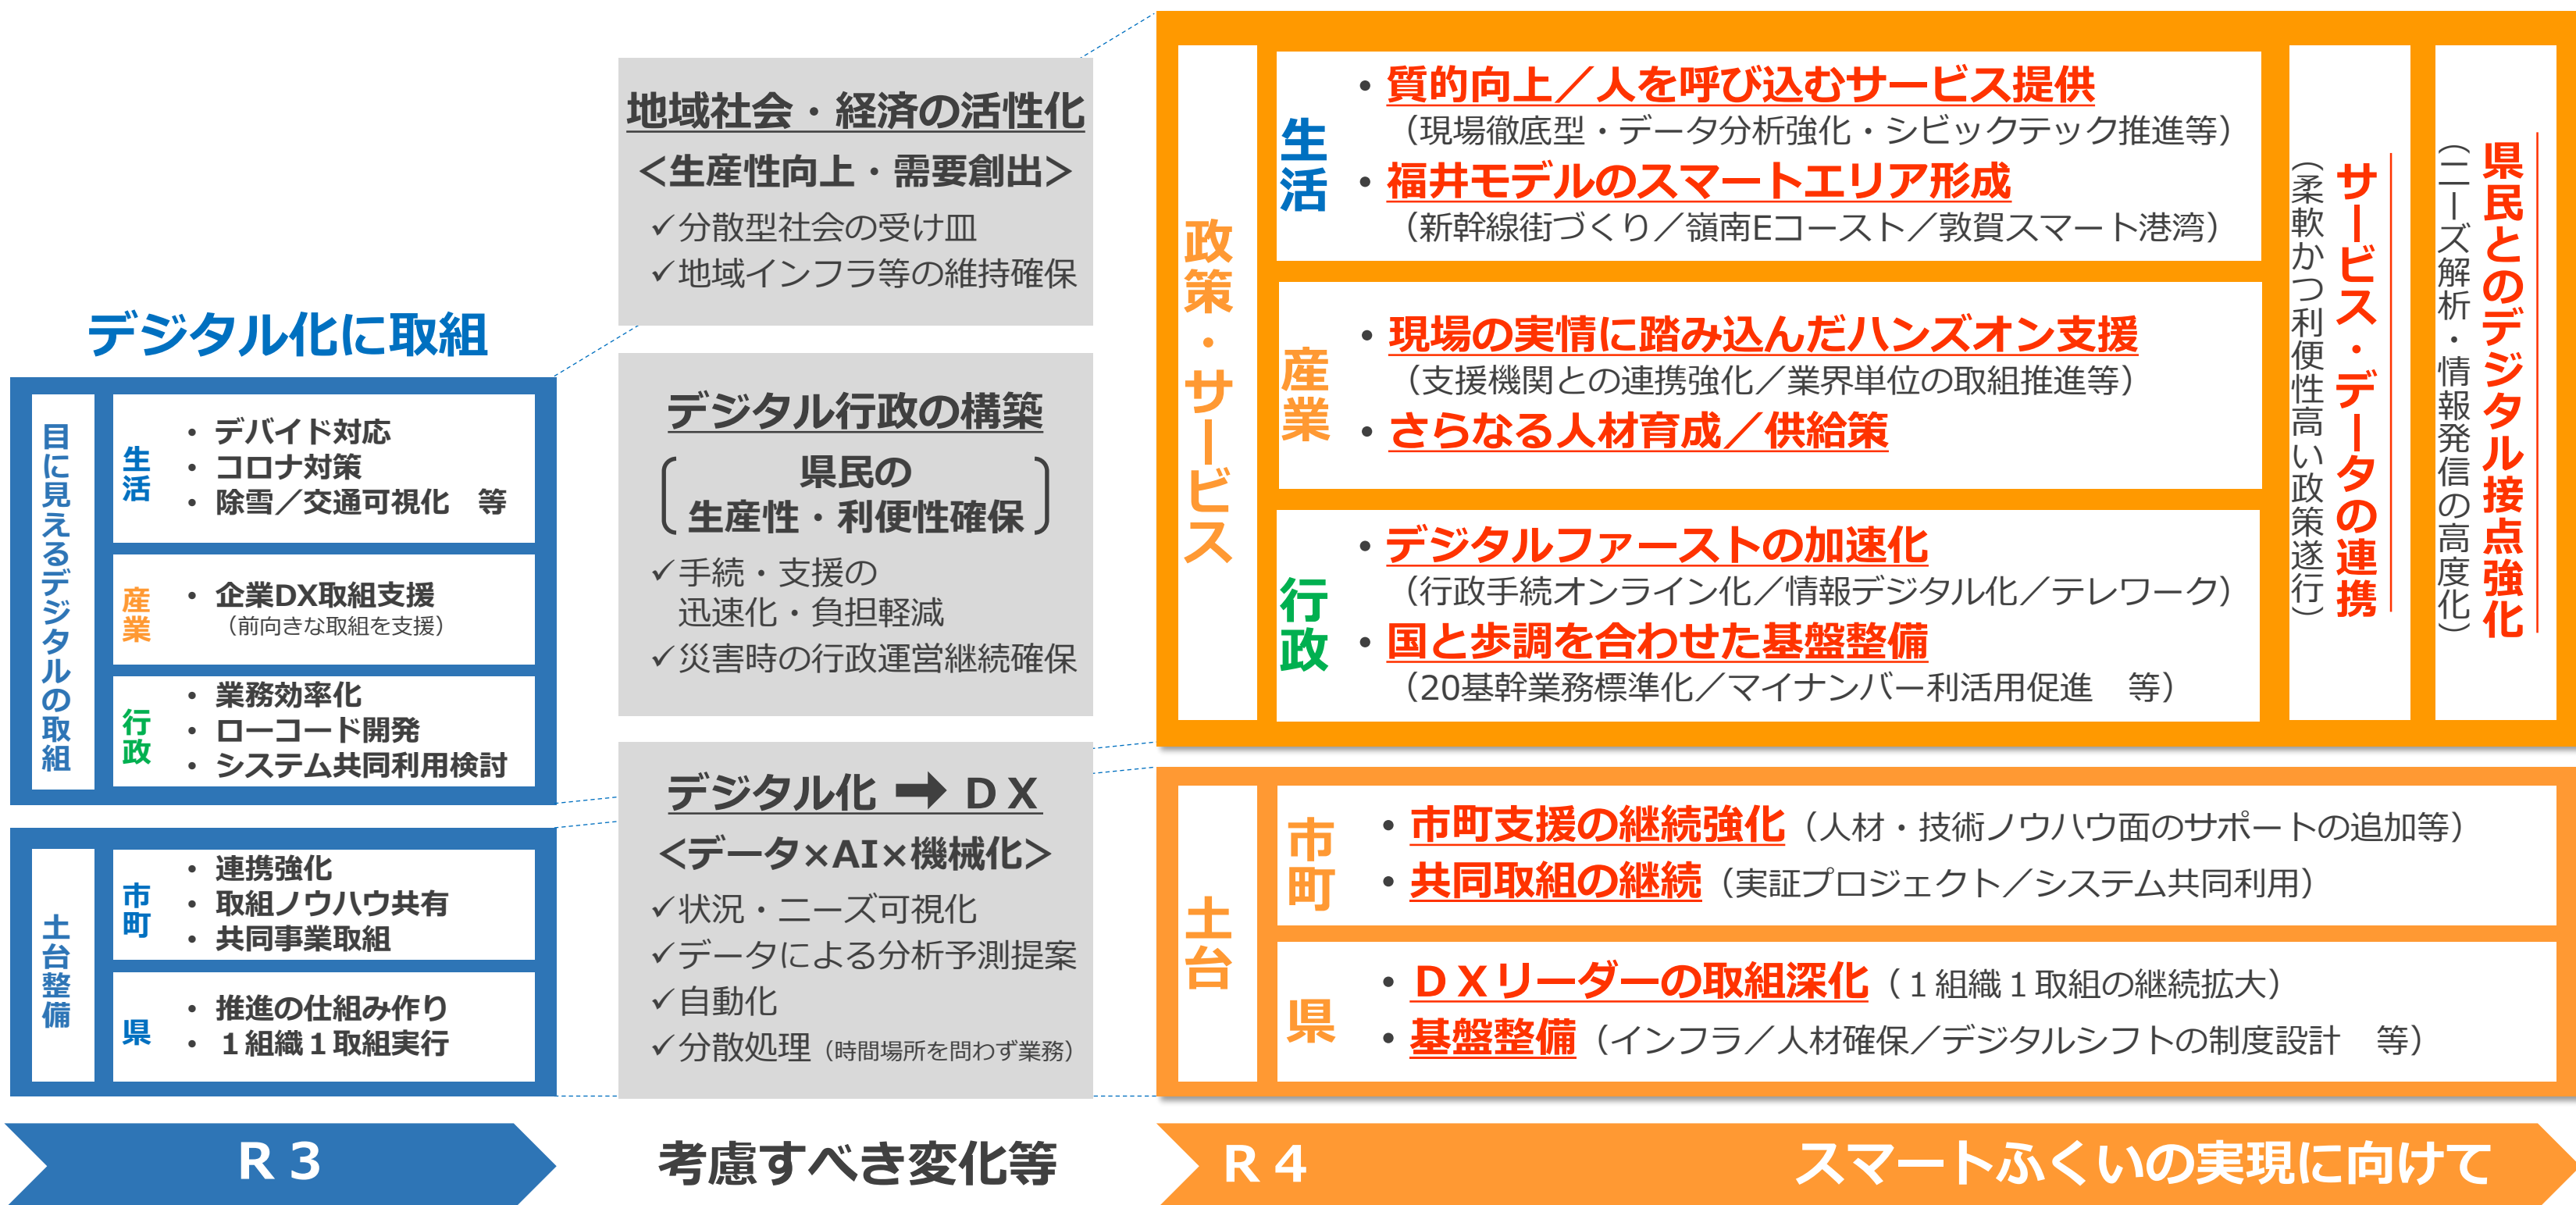 デジタル化に取組
目に見えるデジタルの取組
生活
・デバイド対応
・コロナ対策
・除雪／交通可視化　等
産業
・企業DX取組支援
（前向きな取組を支援）
行政
・業務効率化
・ローコード開発
・システム共同利用検討
土台整備
市町
・連携強化
・取組ノウハウ共有
・共同事業取組
県
・推進の仕組み作り
・１組織１取組実行
R３
地域社会・経済の活性化
＜生産性向上・需要創出＞
✓分散型社会の受け皿
✓地域インフラ等の維持確保
デジタル行政の構築
県民の
生産性・利便性確保
✓手続・支援の
迅速化・負担軽減
✓災害時の行政運営継続確保
デジタル化 ➡ ＤＸ
＜データ×AI×機械化＞
✓状況・ニーズ可視化
✓データによる分析予測提案
✓自動化
✓分散処理（時間場所を問わず業務）
考慮すべき変化等
政策・サービス
生活
・質的向上／人を呼び込むサービス提供
（現場徹底型・データ分析強化・シビックテック推進等）
・福井モデルのスマートエリア形成
（新幹線街づくり／嶺南Eコースト／敦賀スマート港湾）
産業
・現場の実情に踏み込んだハンズオン支援
（支援機関との連携強化／業界単位の取組推進等）
・さらなる人材育成／供給策
行政
・デジタルファーストの加速化
（行政手続オンライン化／情報デジタル化／テレワーク）
・国と歩調を合わせた基盤整備
（20基幹業務標準化／マイナンバー利活用促進　等）
サービス・データの連携
（柔軟かつ利便性高い政策遂行）
県民とのデジタル接点強化
（ニーズ解析・情報発信の高度化）
土台
市町
・市町支援の継続強化（人材・技術ノウハウ面のサポートの追加等）
・共同取組の継続（実証プロジェクト／システム共同利用）
県
・ＤＸリーダーの取組深化（１組織１取組の継続拡大）
・基盤整備（インフラ／人材確保／デジタルシフトの制度設計　等）
R４
スマートふくいの実現に向けて